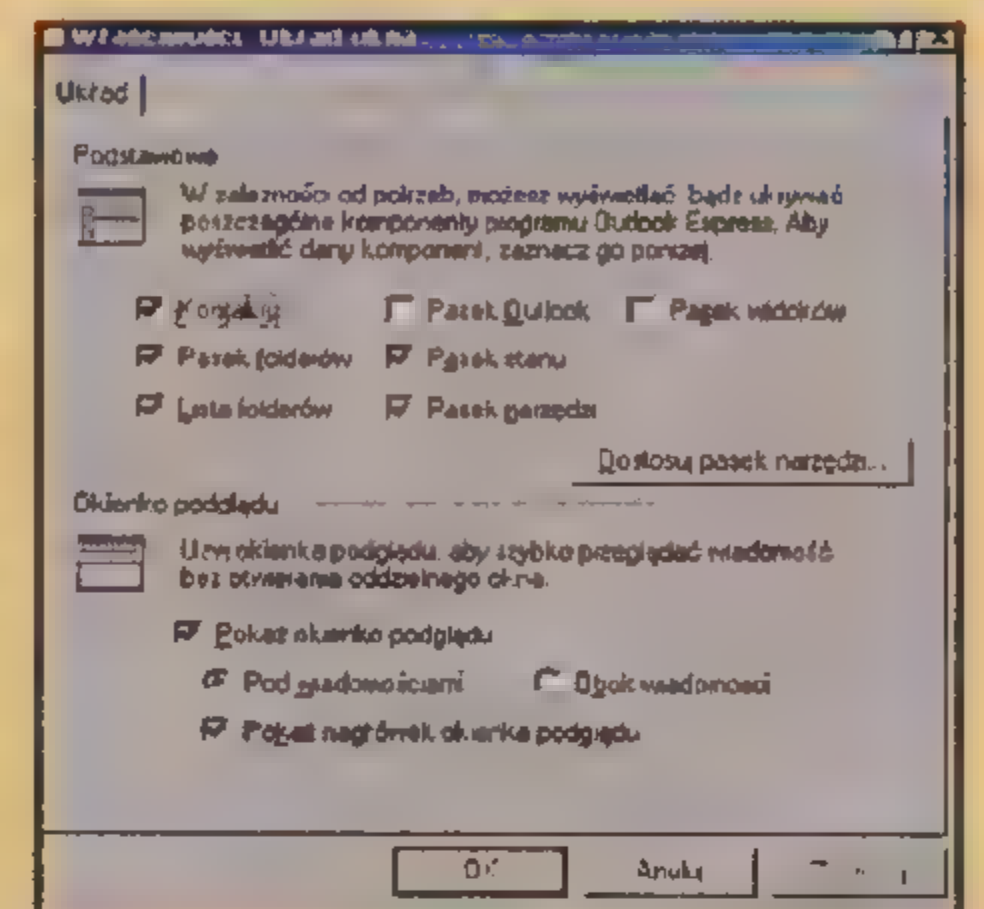 Właściwości: Układ okna
Układ
Podstawowe
W zależności od potrzeb, możesz wyświetlać bądź ukrywać
poszczególne komponenty programu Outlook Express. Aby
wyświetlić dany komponent, zaznacz go poniżej.
Kontakty Pasek Outlook Pasek widoków
Pasek folderów Pasek stanu
Lista folderów Pasek narzędzi
Dostosuj pasek narzędzi...
Okienko podglądu
Użyj okienka podglądu, aby szybko przeglądać wiadomość
bez otwierania oddzielnego okna.
Pokaż okienko podglądu
Pod wiadomościami Obok wiadomości
Pokaż nagłówek okienka podglądu
OK Anuluj